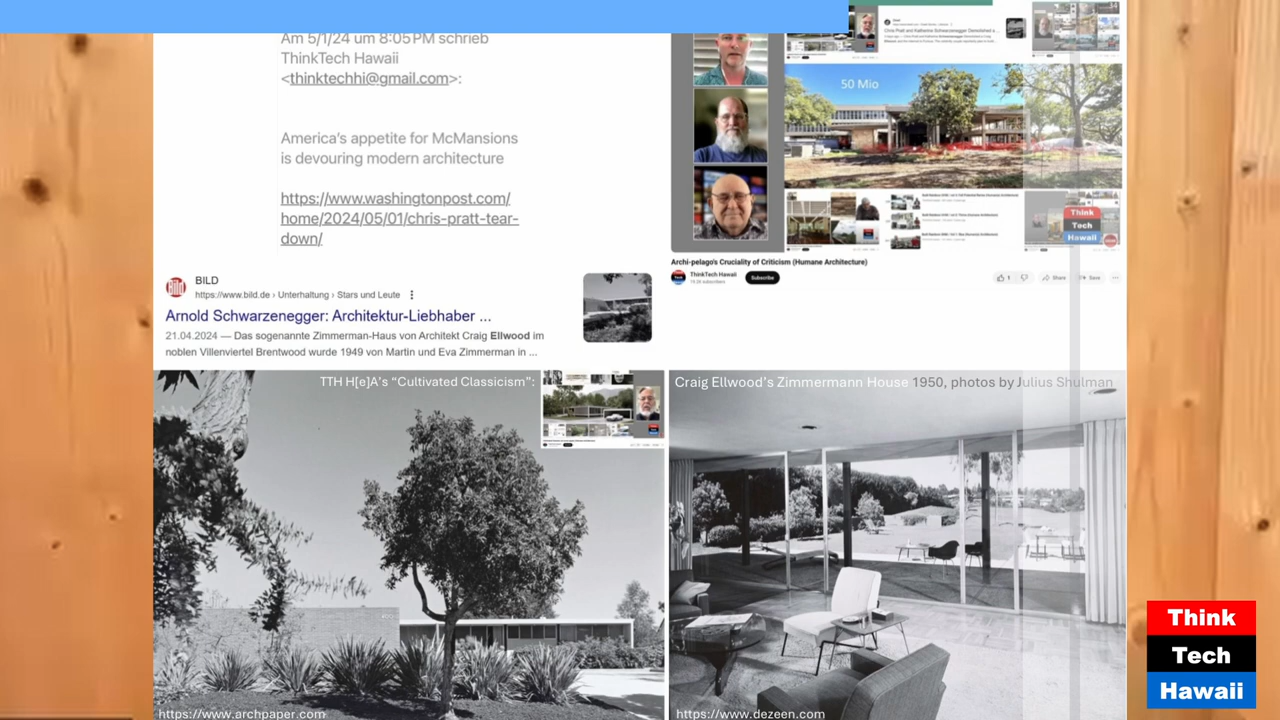 8:35 PM schrieb
ThinkTech Hawaii
<thinktechhi@gmail.com>:
America's appetite for McMansions
is devouring modern architecture
https://www.washingtonpost.com/
home/2024/05/01/chris-pratt-tear-
down/
BILD
https://www.bild.de › Unterhaltung › Stars und Leute
Arnold Schwarzenegger: Architektur-Liebhaber ...
21.04.2024 — Das sogenannte Zimmerman-Haus von Architekt Craig Ellwood im
noblen Villenviertel Brentwood wurde 1949 von Martin und Eva Zimmerman in ...
50 Mio
Think
Tech
Hawaii
Archi-pelago's Cruciality of Criticism (Humane Architecture)
ThinkTech Hawaii
Subscribe
1
Share
Save
TTH H[e]A's "Cultivated Classicism":
https://www.archpaper.com
Craig Ellwood's Zimmermann House 1950, photos by Julius Shulman
https://www.dezeen.com
Think
Tech
Hawaii